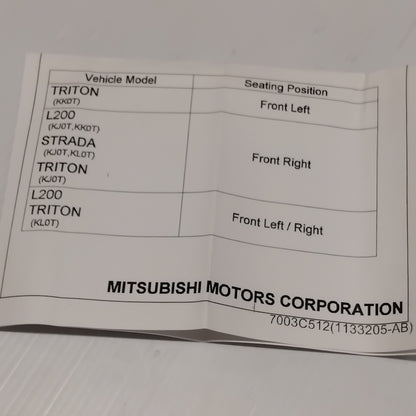 Vehicle Model Seating Position
TRITON
(KK0T)
Front Left
L200
(KJ0T,KK0T)
STRADA
(KJ0T,KL0T)
TRITON
(KJ0T)
Front Right
L200
TRITON
(KL0T)
Front Left / Right
MITSUBISHI MOTORS CORPORATION
7003C512(1133205-AB)